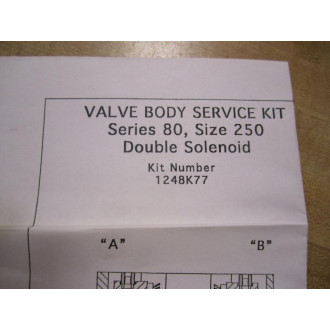 VALVE BODY SERVICE KIT
Series 80, Size 250
Double Solenoid
Kit Number
1248K77
"A" "B"